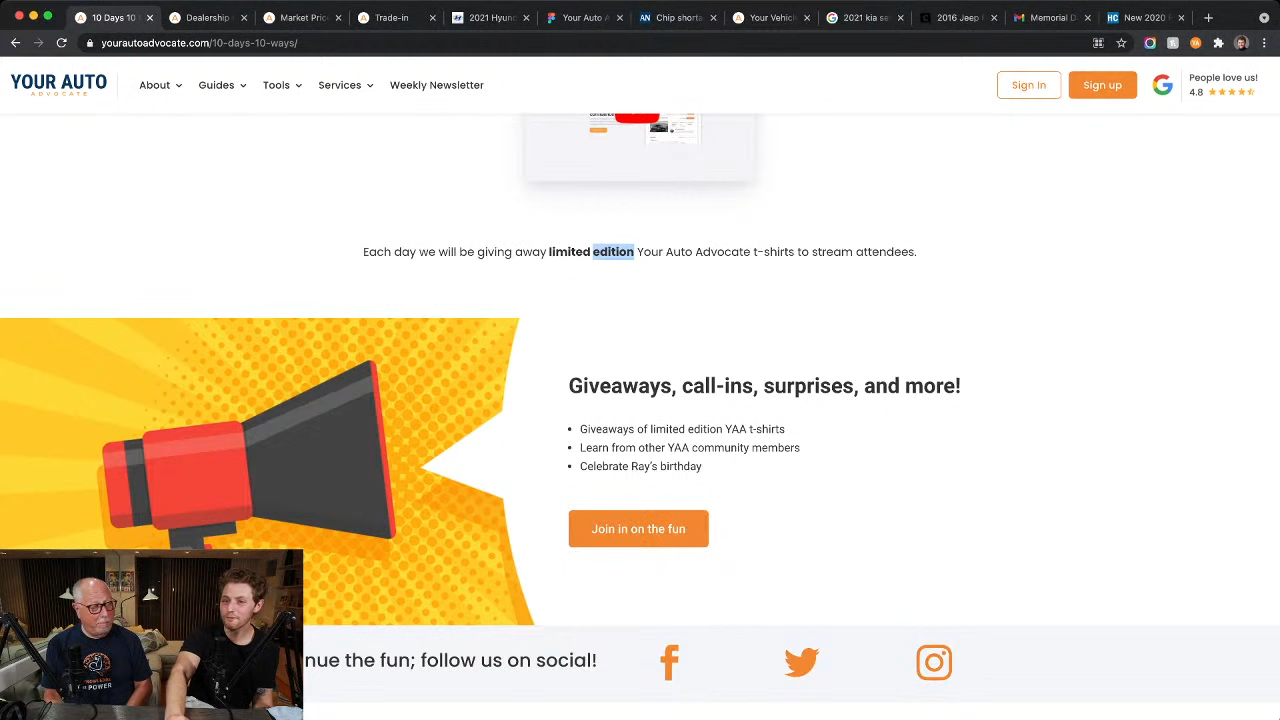 10 Days 10
Dealership
Market Pric
Trade-in
2021 Hyund
Your Auto A
Chip shorta
Your Vehicl
2021 kia se
2016 Jeep
Memorial D
New 2020
yourautoadvocate.com/10-days-10-ways/
YOUR AUTO
ADVOCATE
About
Guides
Tools
Services
Weekly Newsletter
Sign In
Sign up
People love us!
4.8
Each day we will be giving away limited edition Your Auto Advocate t-shirts to stream attendees.
Giveaways, call-ins, surprises, and more!
Giveaways of limited edition YAA t-shirts
Learn from other YAA community members
Celebrate Ray's birthday
Join in on the fun
nue the fun; follow us on social!
POWER